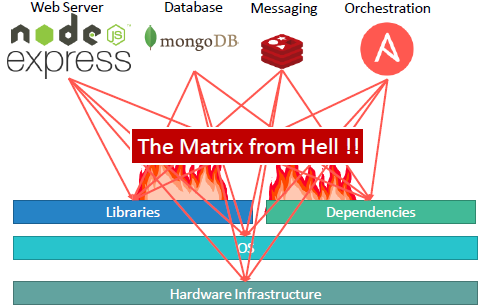 Web Server
Database
Messaging
Orchestration
node
JS
express
mongoDB
The Matrix from Hell !!
Libraries
Dependencies
OS
Hardware Infrastructure